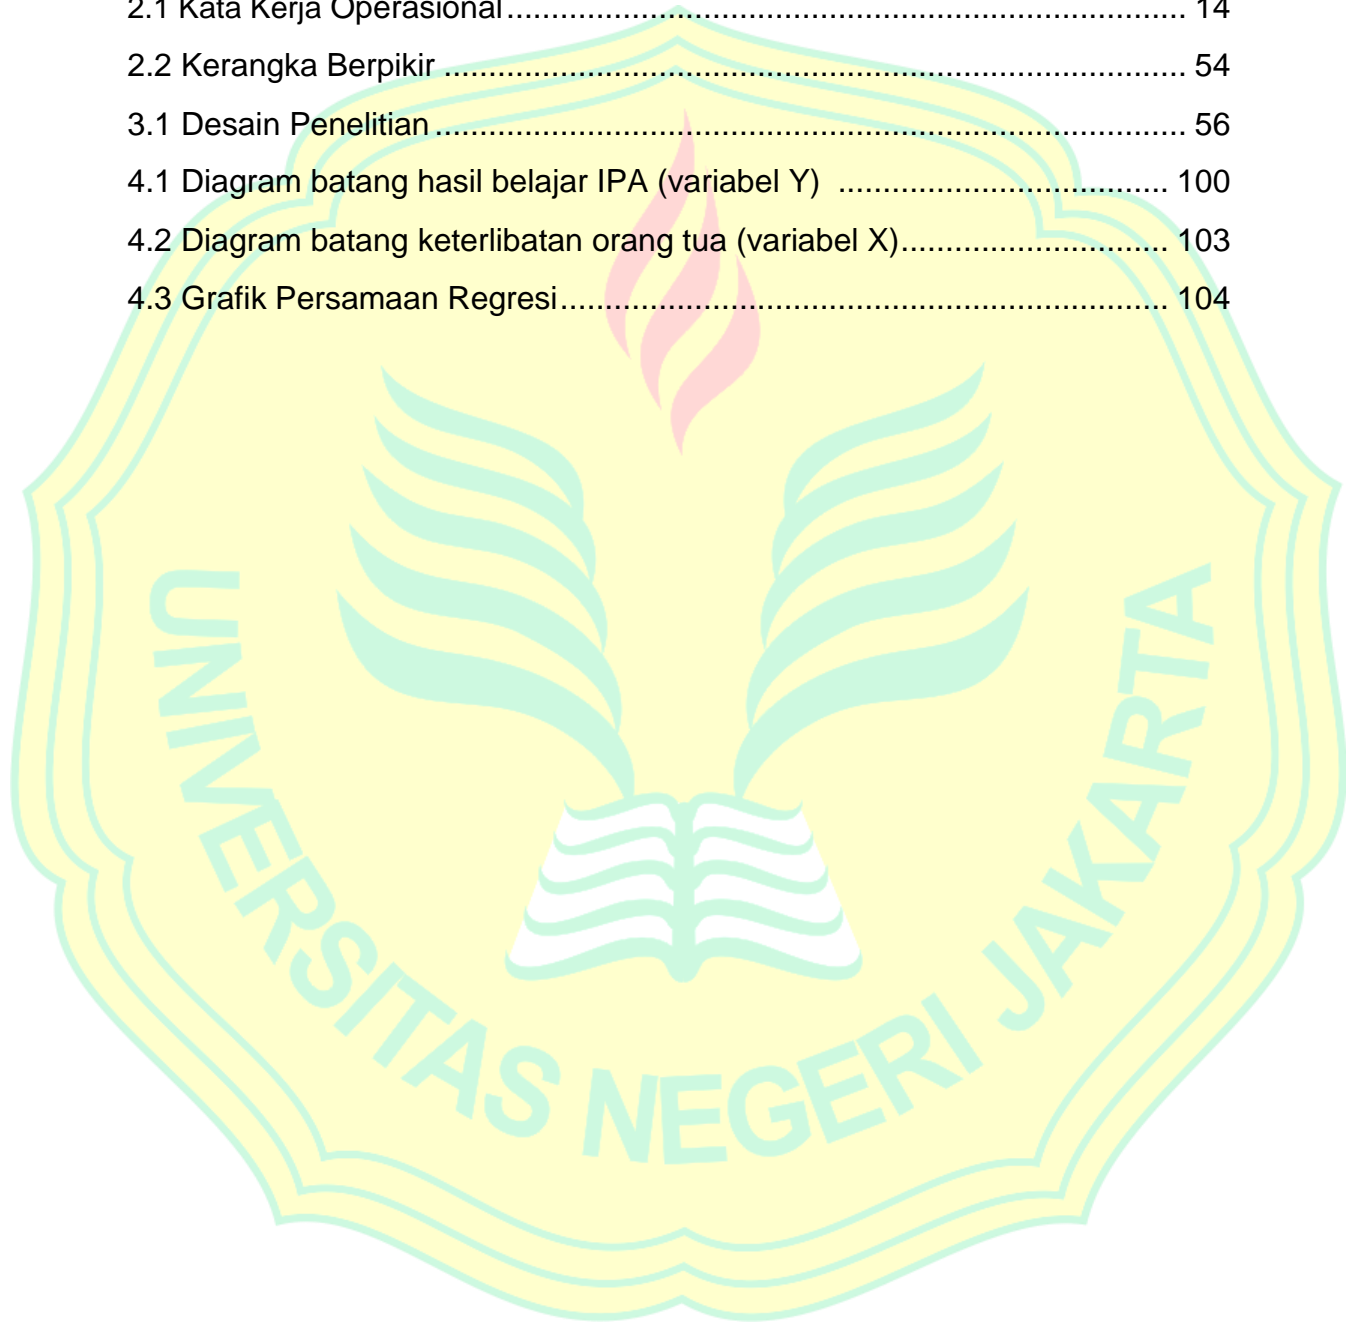 2.1 Kata Kerja Operasional.......................................................................... 14
2.2 Kerangka Berpikir ................................................................................. 54
3.1 Desain Penelitian .................................................................................. 56
4.1 Diagram batang hasil belajar IPA (variabel Y) .................................... 100
4.2 Diagram batang keterlibatan orang tua (variabel X)............................. 103
4.3 Grafik Persamaan Regresi.................................................................. 104
UNIVERSITAS NEGERI JAKARTA